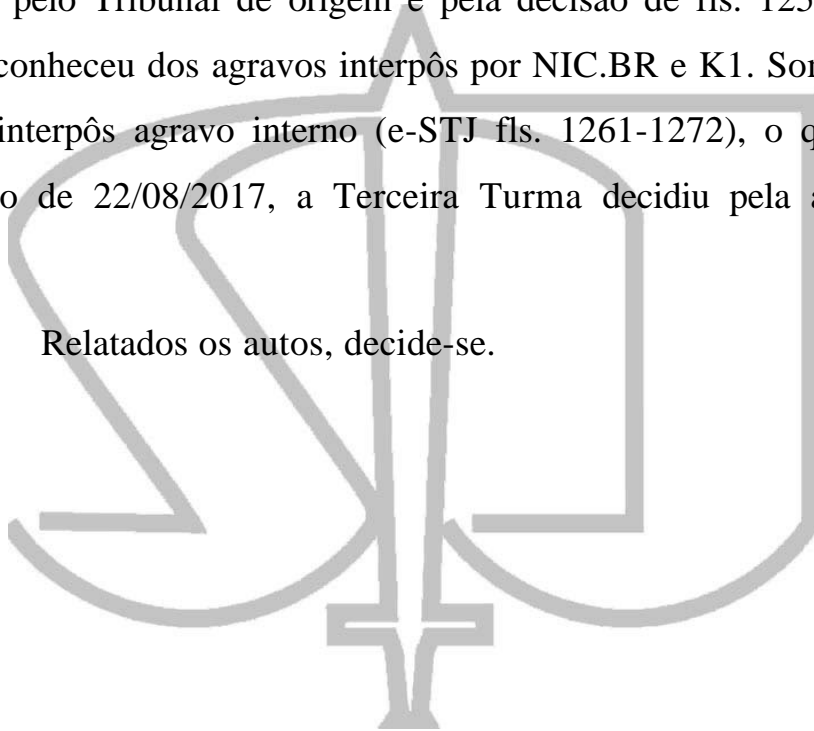 pelo Tribunal de origem e pela decisão de fls. 125
conheceu dos agravos interpôs por NIC.BR e K1. Som
interpôs agravo interno (e-STJ fls. 1261-1272), o q
o de 22/08/2017, a Terceira Turma decidiu pela a
Relatados os autos, decide-se.